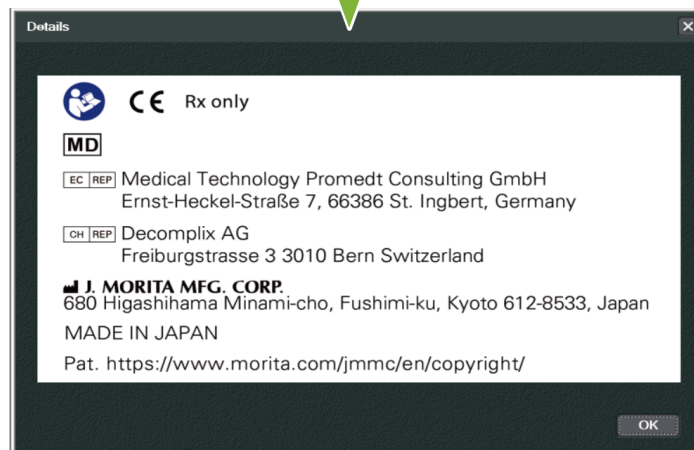 Details
CE Rx only
MD
EC REP Medical Technology Promedt Consulting GmbH
Ernst-Heckel-Straße 7, 66386 St. Ingbert, Germany
CH REP Decomplix AG
Freiburgstrasse 3 3010 Bern Switzerland
J. MORITA MFG. CORP.
680 Higashihama Minami-cho, Fushimi-ku, Kyoto 612-8533, Japan
MADE IN JAPAN
Pat. https://www.morita.com/jmmc/en/copyright/
OK